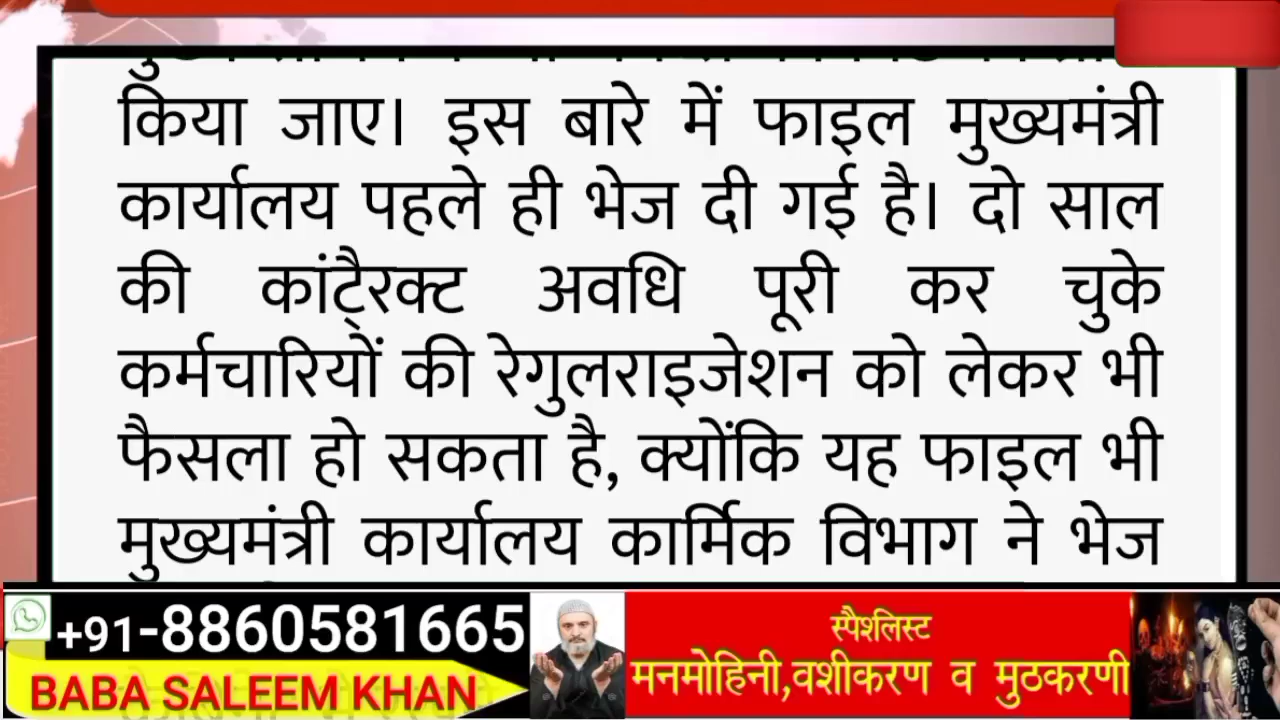 किया जाए। इस बारे में फाइल मुख्यमंत्री
कार्यालय पहले ही भेज दी गई है। दो साल
की कांट्रैक्ट अवधि पूरी कर चुके
कर्मचारियों की रेगुलराइजेशन को लेकर भी
फैसला हो सकता है, क्योंकि यह फाइल भी
मुख्यमंत्री कार्यालय कार्मिक विभाग ने भेज
+91-8860581665
BABA SALEEM KHAN
स्पैशलिस्ट
मनमोहिनी,वशीकरण व मुठकरणी